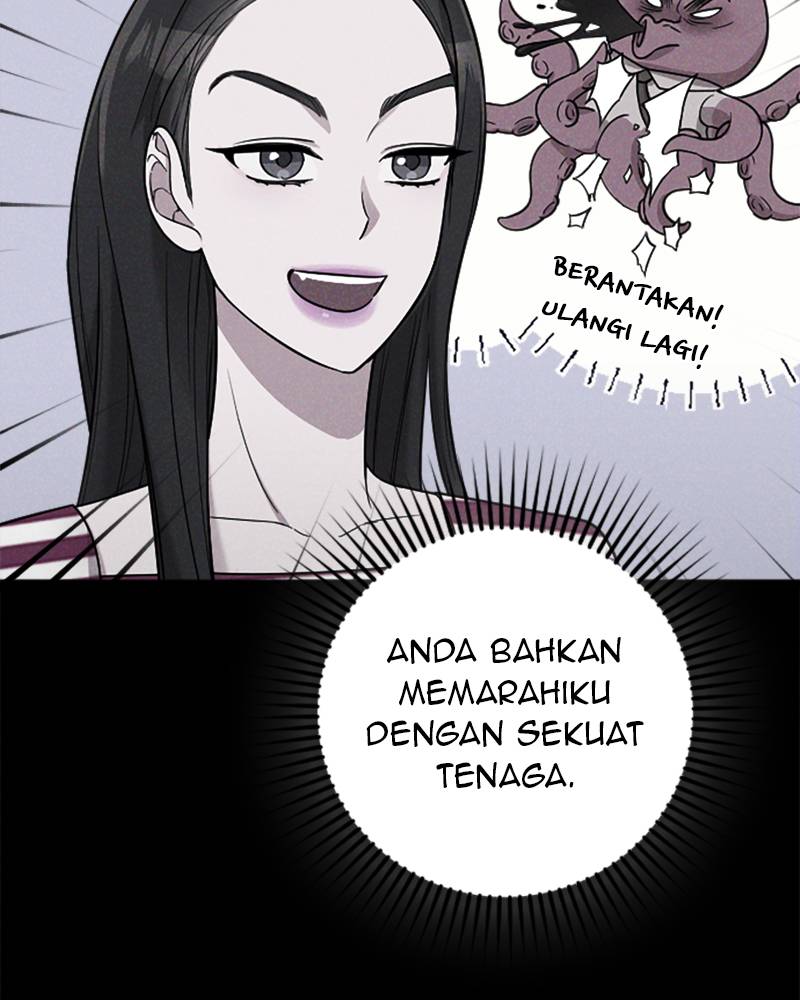 BERANTAKAN!
ULANGI LAGI!
ANDA BAHKAN
MEMARAHIKU
DENGAN SEKUAT
TENAGA.